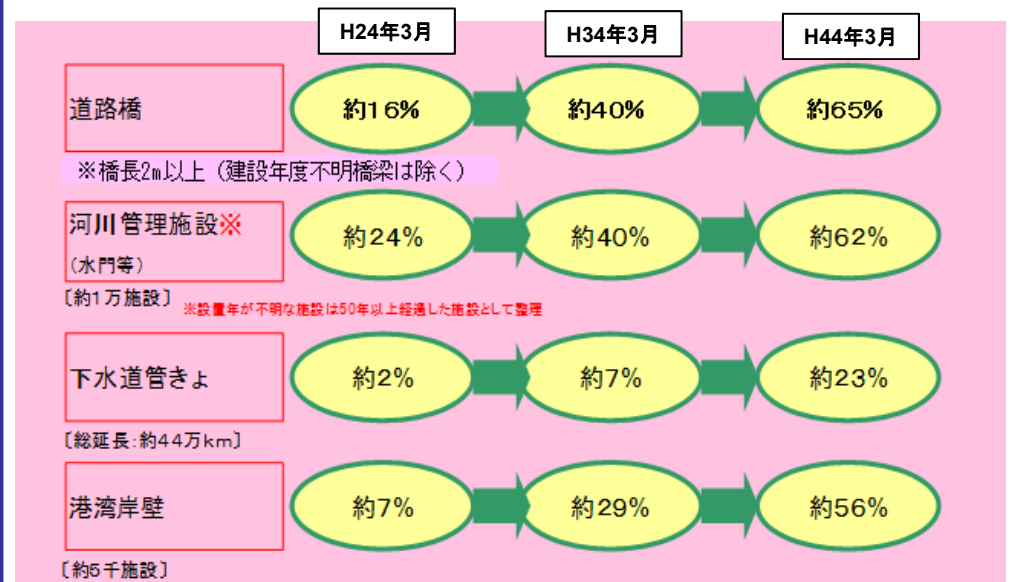 H24年3月 H34年3月 H44年3月
道路橋 約16% 約40% 約65%
※橋長2m以上（建設年度不明橋梁は除く）
河川管理施設※
(水門等)
約24% 約40% 約62%
〔約1万施設〕 ※設置年が不明な施設は50年以上経過した施設として整理
下水道管きょ 約2% 約7% 約23%
〔総延長:約44万km〕
港湾岸壁 約7% 約29% 約56%
〔約5千施設〕